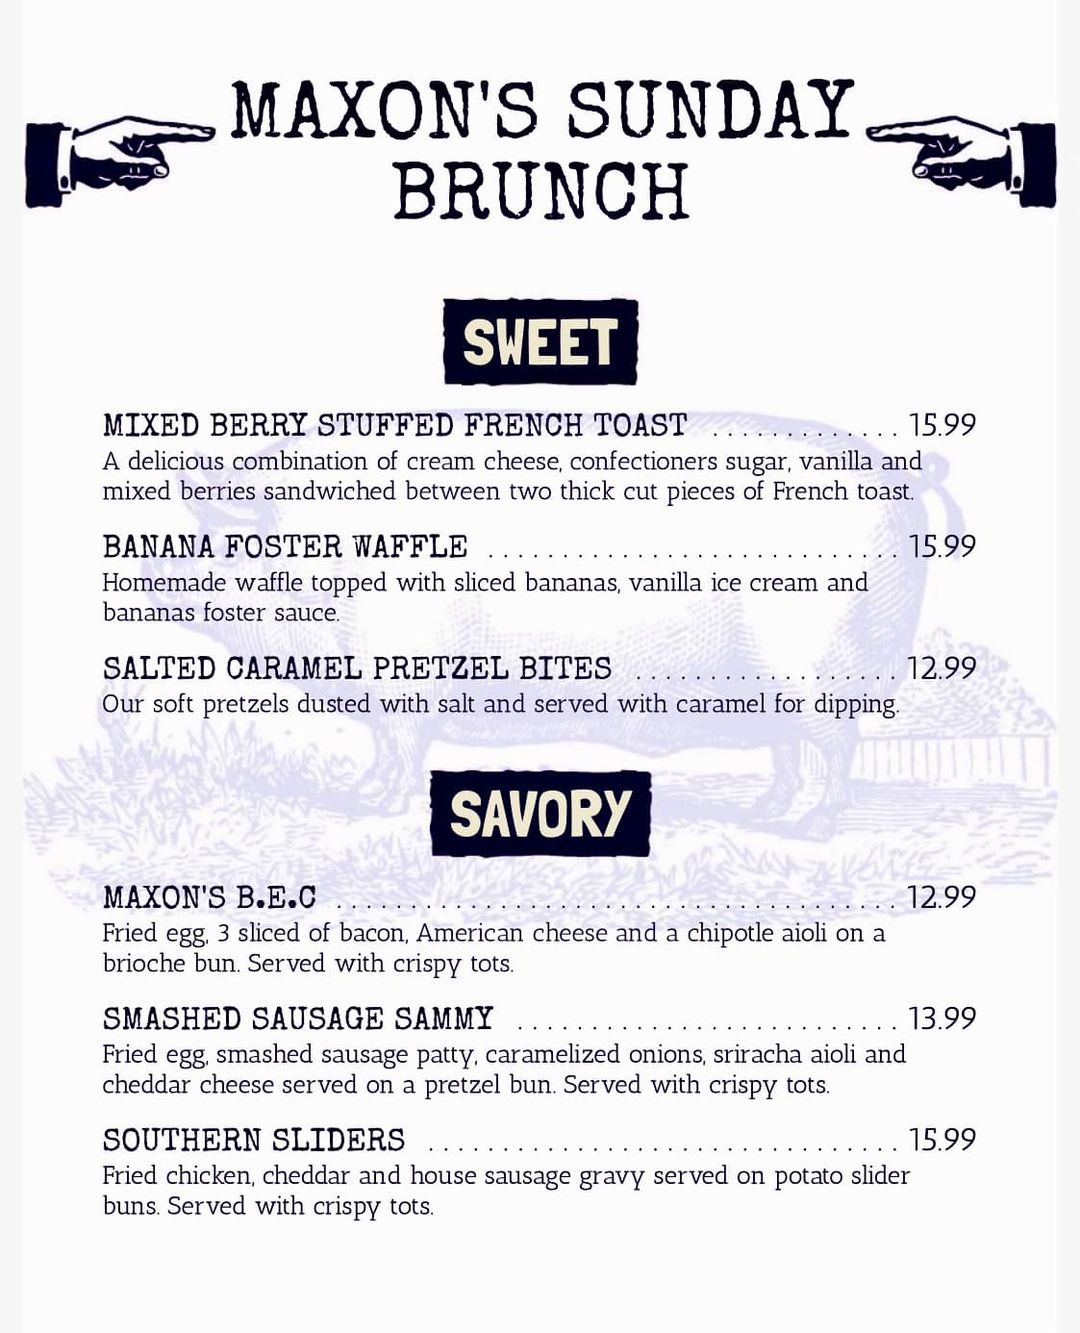 MAXON'S SUNDAY
BRUNCH
SWEET
MIXED BERRY STUFFED FRENCH TOAST ............. 15.99
A delicious combination of cream cheese, confectioners sugar, vanilla and
mixed berries sandwiched between two thick cut pieces of French toast.
BANANA FOSTER WAFFLE ............................ 15.99
Homemade waffle topped with sliced bananas, vanilla ice cream and
bananas foster sauce.
SALTED CARAMEL PRETZEL BITES .................. 12.99
Our soft pretzels dusted with salt and served with caramel for dipping.
SAVORY
MAXON'S B.E.C ...................................... 12.99
Fried egg, 3 sliced of bacon, American cheese and a chipotle aioli on a
brioche bun. Served with crispy tots.
SMASHED SAUSAGE SAMMY .......................... 13.99
Fried egg, smashed sausage patty, caramelized onions, sriracha aioli and
cheddar cheese served on a pretzel bun. Served with crispy tots.
SOUTHERN SLIDERS ................................ 15.99
Fried chicken, cheddar and house sausage gravy served on potato slider
buns. Served with crispy tots.